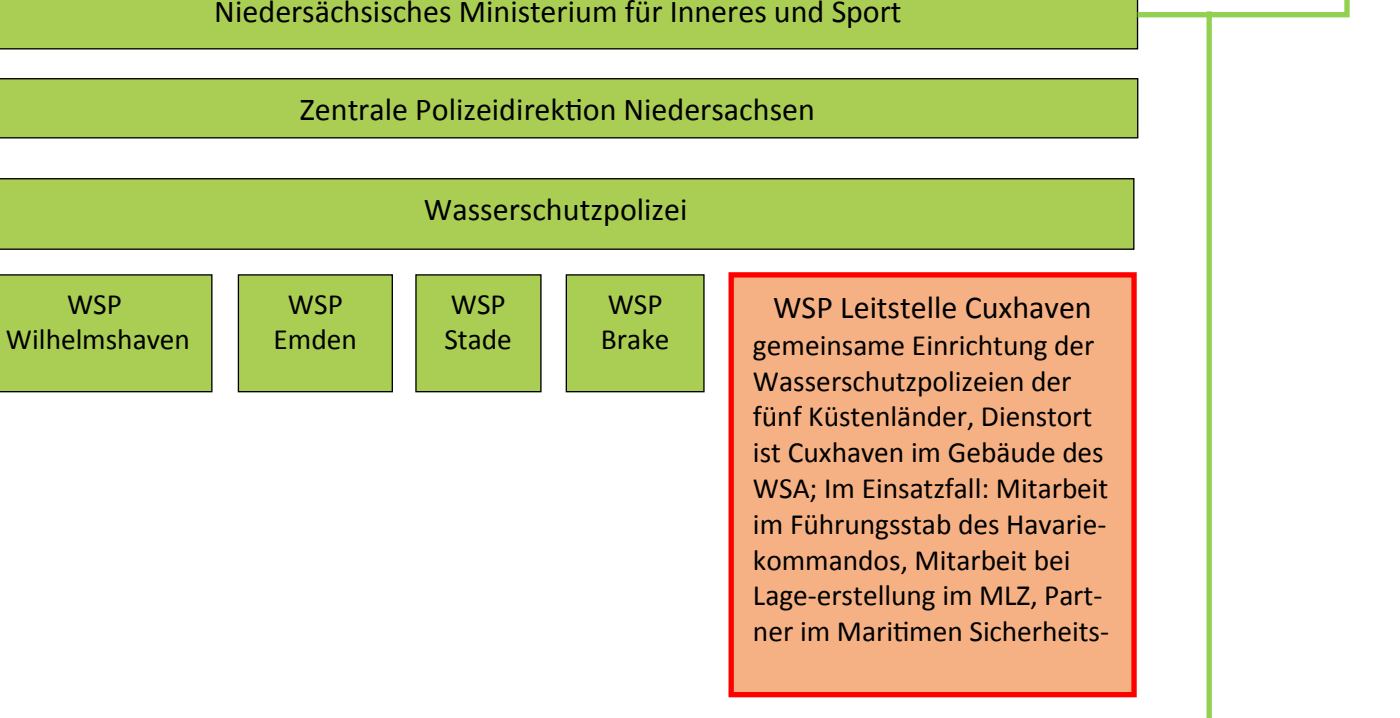 Niedersächsisches Ministerium für Inneres und Sport
Zentrale Polizeidirektion Niedersachsen
Wasserschutzpolizei
WSP
Wilhelmshaven
WSP
Emden
WSP
Stade
WSP
Brake
WSP Leitstelle Cuxhaven
gemeinsame Einrichtung der
Wasserschutzpolizeien der
fünf Küstenländer, Dienstort
ist Cuxhaven im Gebäude des
WSA; Im Einsatzfall: Mitarbeit
im Führungsstab des Havarie-
kommandos, Mitarbeit bei
Lage-erstellung im MLZ, Part-
ner im Maritimen Sicherheits-